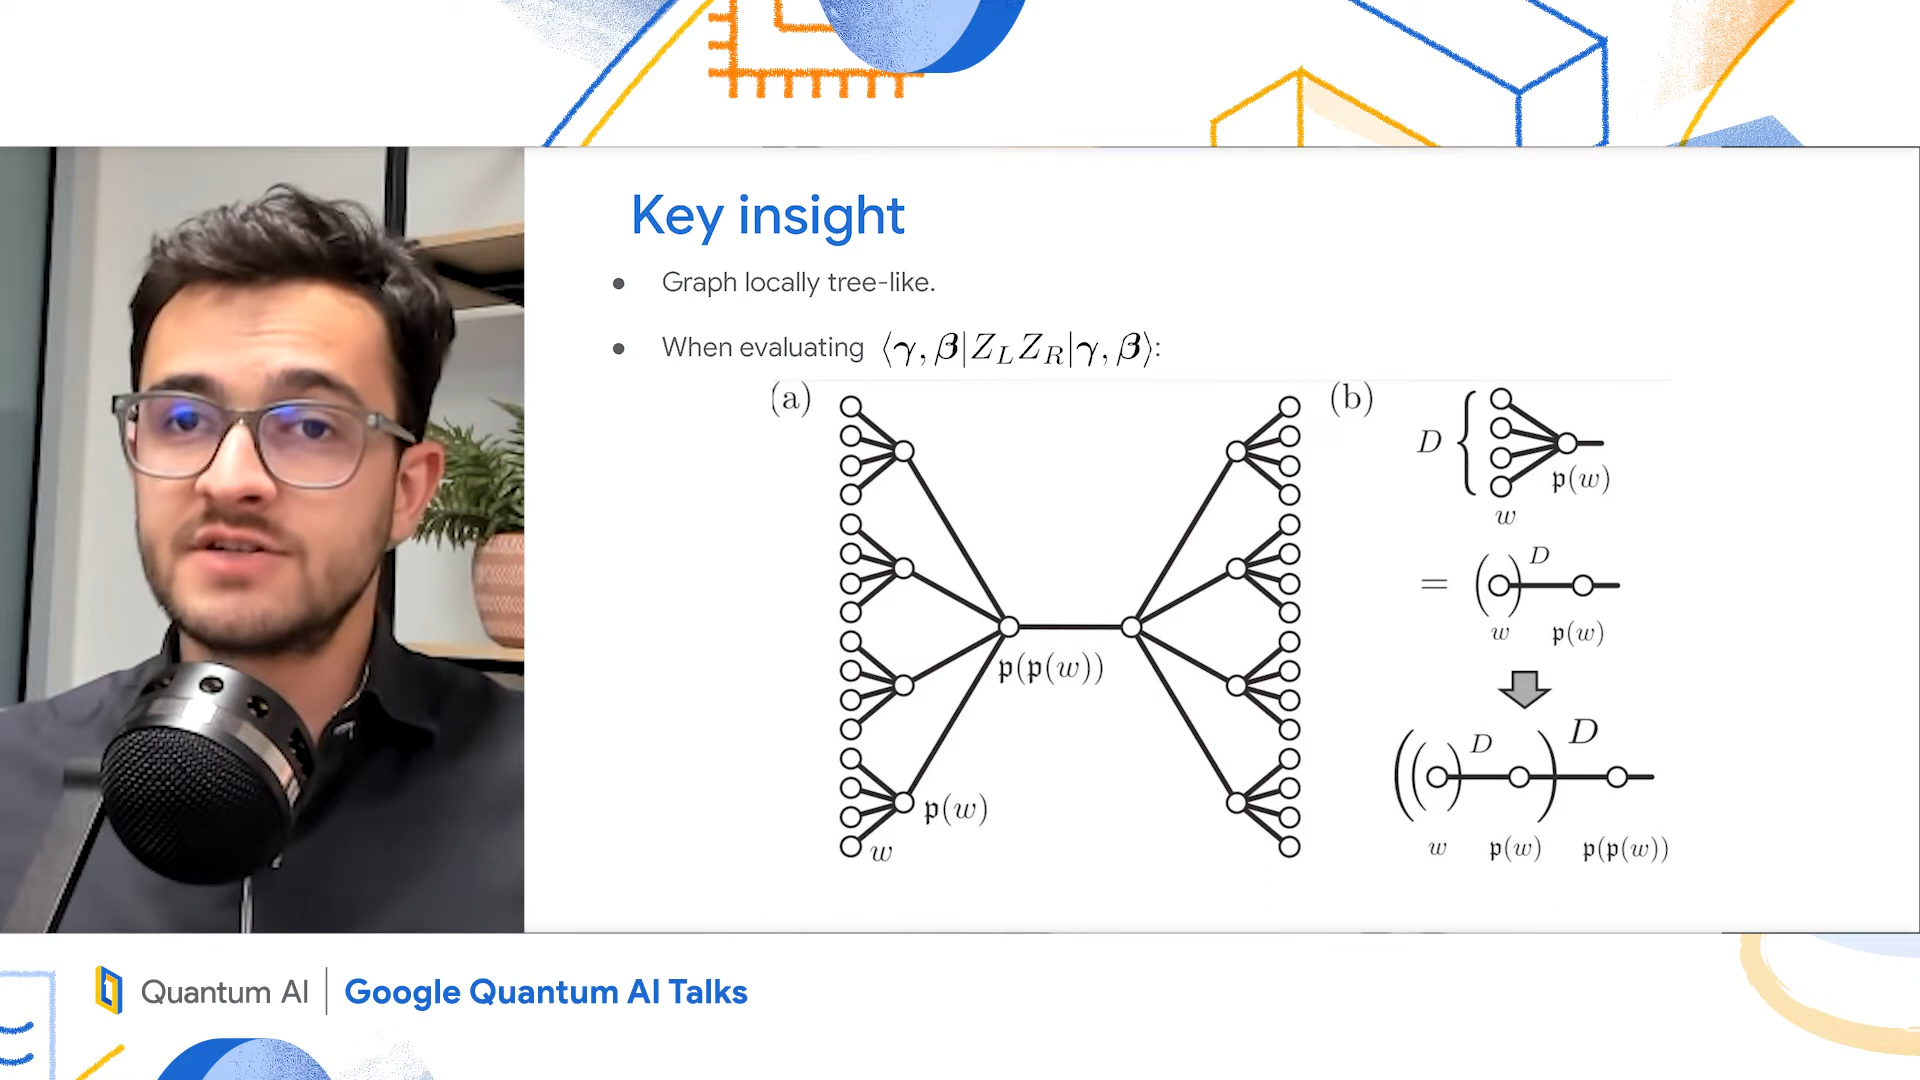 Key insight
● Graph locally tree-like.
● When evaluating ⟨γ, β|Z_L Z_R|γ, β⟩:
(a)
𝔭(𝔭(w))
𝔭(w)
w
(b)
D {
𝔭(w)
w
= ( ) D
w 𝔭(w)
(( ) D ) D
w 𝔭(w) 𝔭(𝔭(w))
Quantum AI | Google Quantum AI Talks